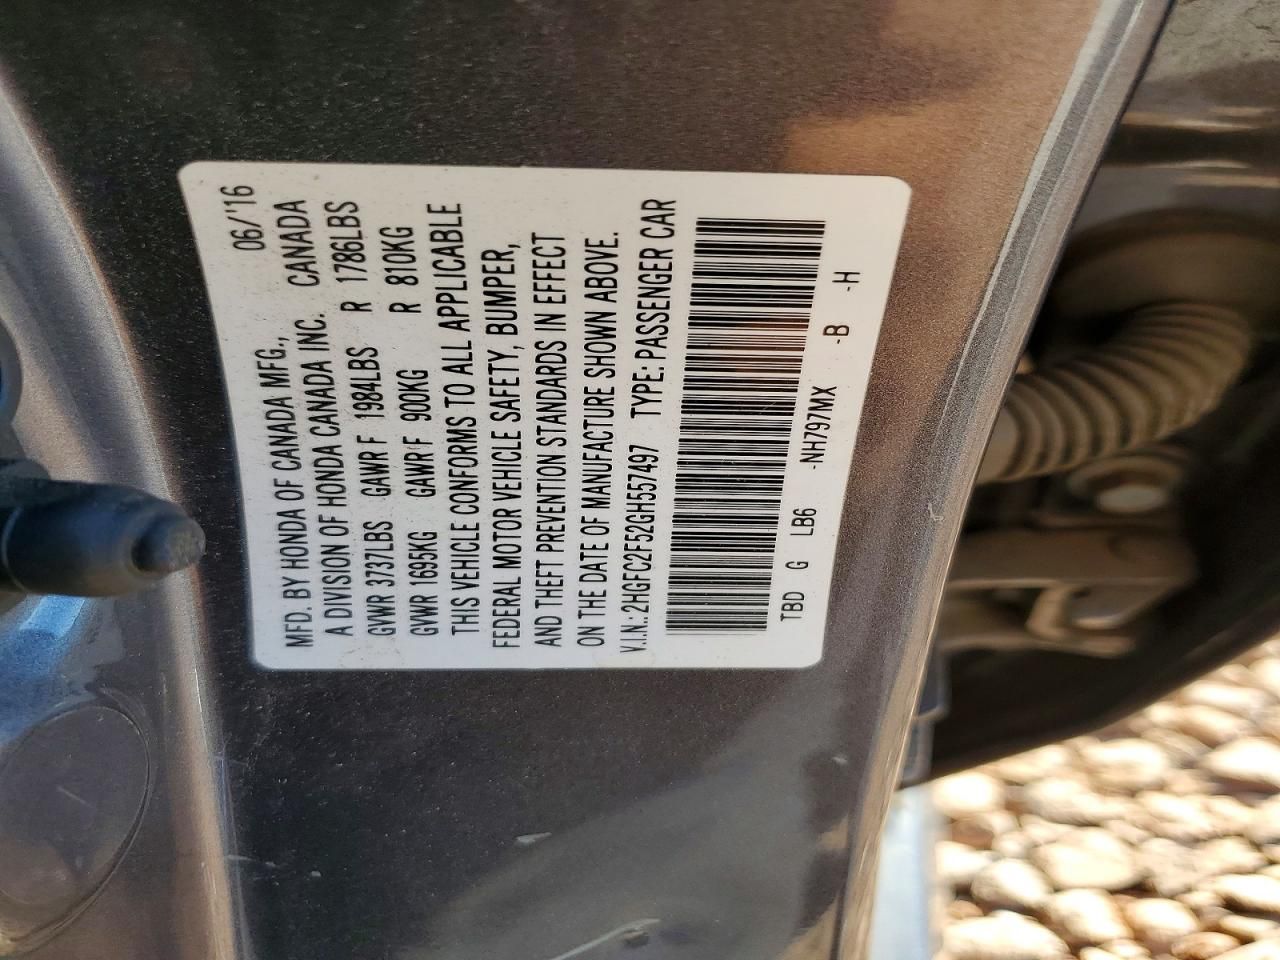 06/'16
MFD. BY HONDA OF CANADA MFG.,
A DIVISION OF HONDA CANADA INC. CANADA
GVWR 3737LBS GAWR F 1984LBS R 1786LBS
GVWR 1695KG GAWR F 900KG R 810KG
THIS VEHICLE CONFORMS TO ALL APPLICABLE
FEDERAL MOTOR VEHICLE SAFETY, BUMPER,
AND THEFT PREVENTION STANDARDS IN EFFECT
ON THE DATE OF MANUFACTURE SHOWN ABOVE.
V.I.N.: 2HGFC2F52GH557497 TYPE: PASSENGER CAR
TBD G LB6 -NH797MX -B -H